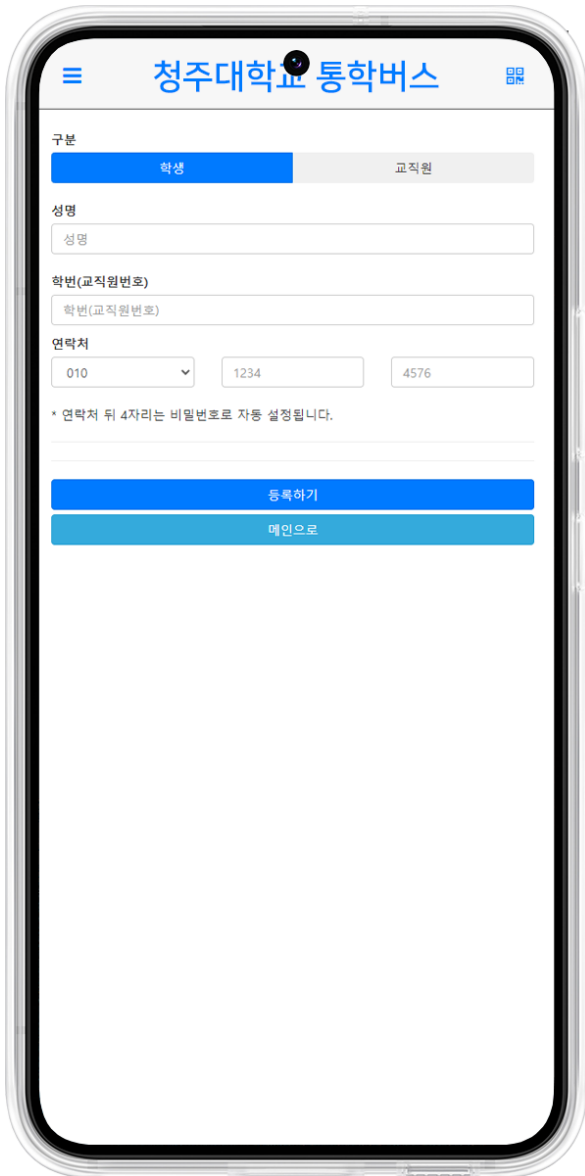 청주대학교 통학버스
구분
학생 교직원
성명
성명
학번(교직원번호)
학번(교직원번호)
연락처
010 1234 4576
* 연락처 뒤 4자리는 비밀번호로 자동 설정됩니다.
등록하기
메인으로